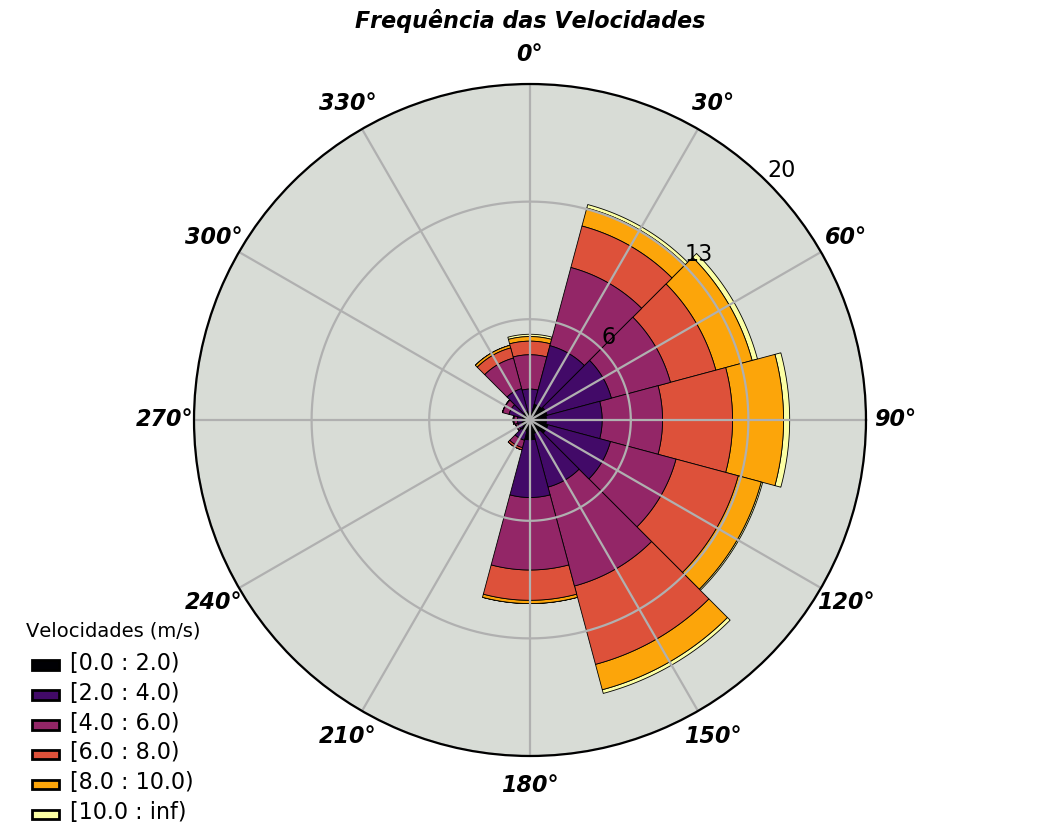 Frequência das Velocidades
0°
330°
30°
20
300°
60°
13
6
270°
90°
240°
120°
210°
150°
180°
Velocidades (m/s)
[0.0 : 2.0)
[2.0 : 4.0)
[4.0 : 6.0)
[6.0 : 8.0)
[8.0 : 10.0)
[10.0 : inf)